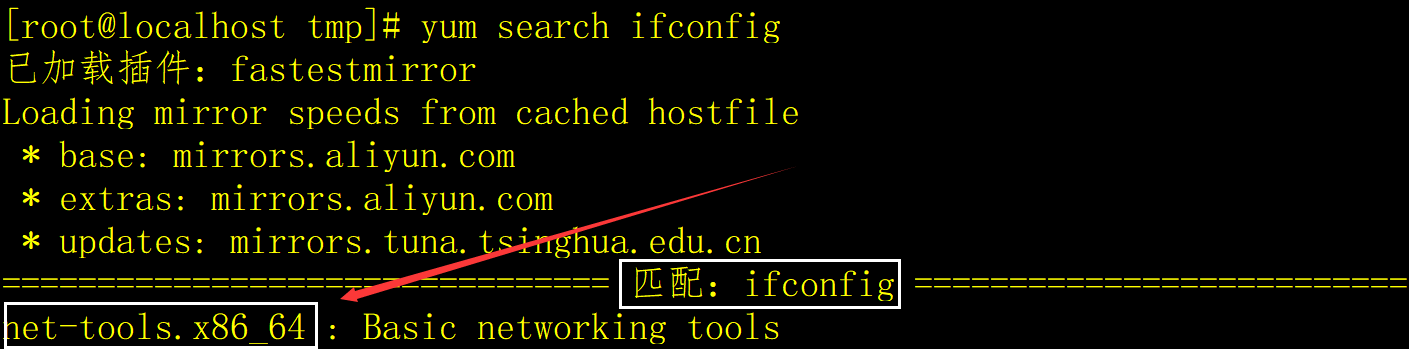 [root@localhost tmp]# yum search ifconfig
已加载插件：fastestmirror
Loading mirror speeds from cached hostfile
 * base: mirrors.aliyun.com
 * extras: mirrors.aliyun.com
 * updates: mirrors.tuna.tsinghua.edu.cn
================================ 匹配：ifconfig ==========================
net-tools.x86_64 : Basic networking tools